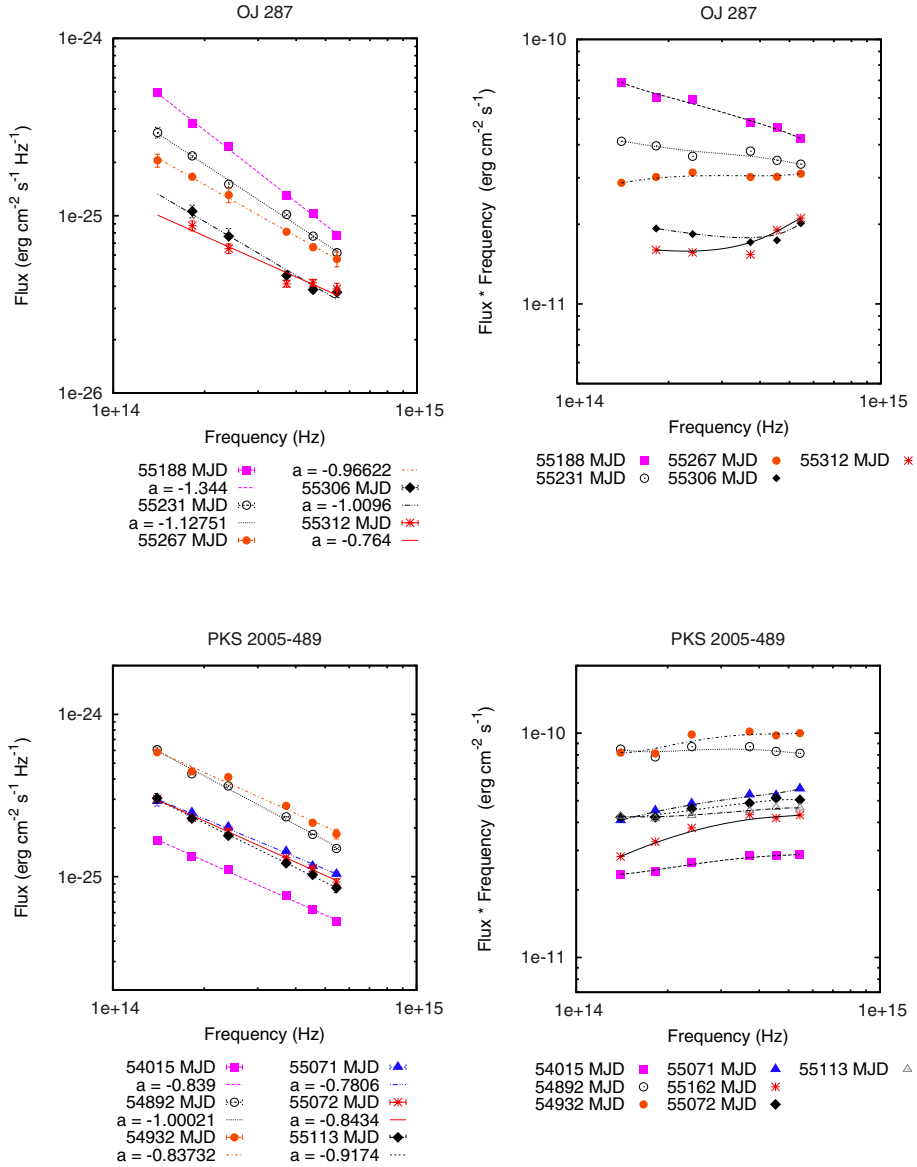 OJ 287
1e-24
1e-25
1e-26
1e+14
1e+15
Flux (erg cm-2 s-1 Hz-1)
Frequency (Hz)
55188 MJD
a = -1.344
55231 MJD
a = -1.12751
55267 MJD
a = -0.96622
55306 MJD
a = -1.0096
55312 MJD
a = -0.764
OJ 287
1e-10
1e-11
1e+14
1e+15
Flux * Frequency (erg cm-2 s-1)
Frequency (Hz)
55188 MJD
55231 MJD
55267 MJD
55306 MJD
55312 MJD
PKS 2005-489
1e-24
1e-25
1e+14
1e+15
Flux (erg cm-2 s-1 Hz-1)
Frequency (Hz)
54015 MJD
a = -0.839
54892 MJD
a = -1.00021
54932 MJD
a = -0.83732
55071 MJD
a = -0.7806
55072 MJD
a = -0.8434
55113 MJD
a = -0.9174
PKS 2005-489
1e-10
1e-11
1e+14
1e+15
Flux * Frequency (erg cm-2 s-1)
Frequency (Hz)
54015 MJD
54892 MJD
54932 MJD
55071 MJD
55162 MJD
55072 MJD
55113 MJD